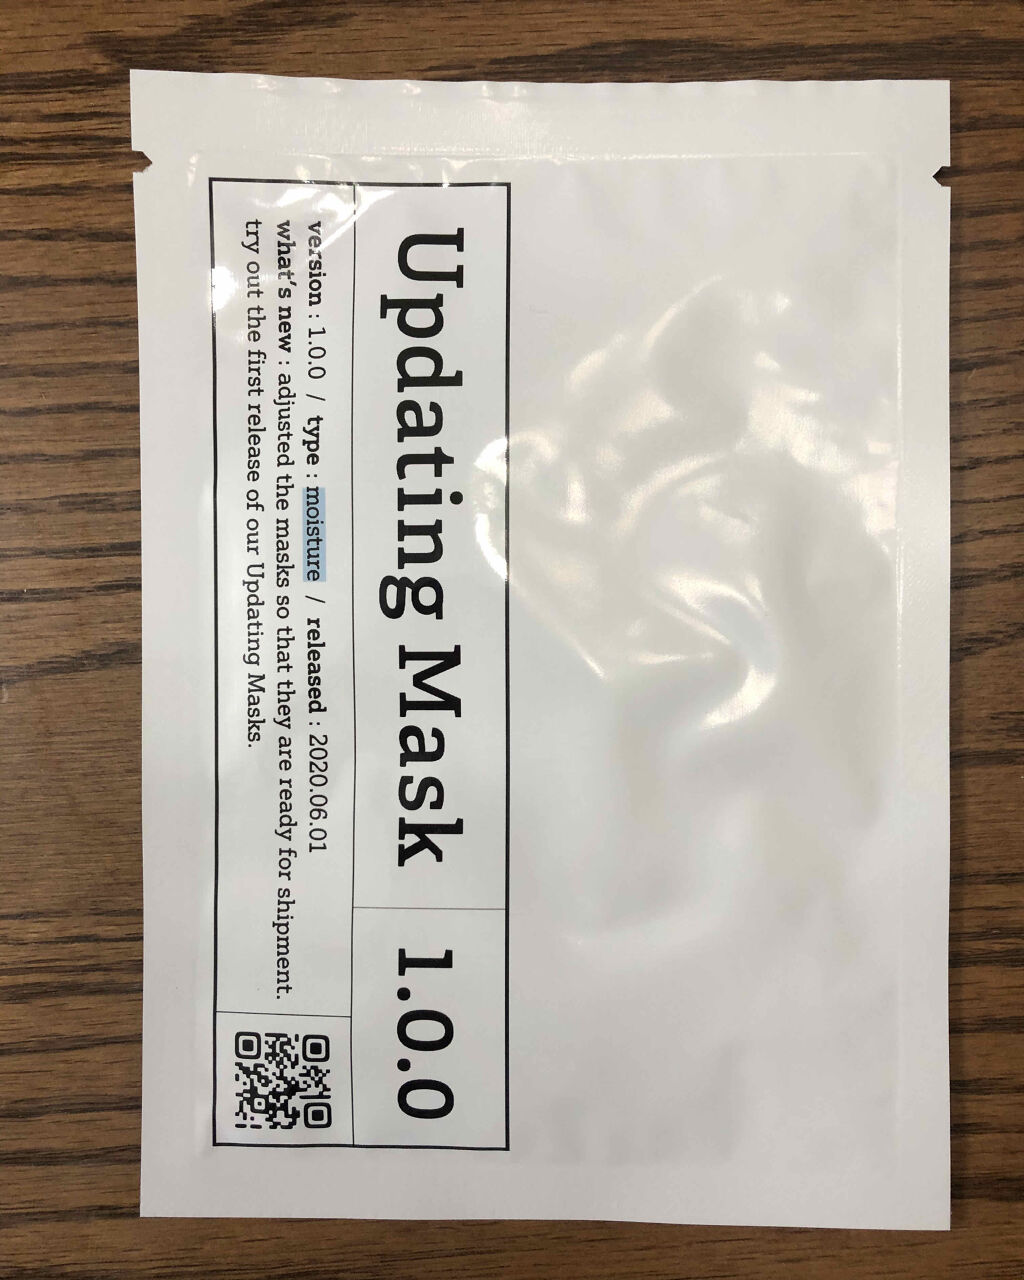 Updating Mask 1.0.0
version : 1.0.0 / type : moisture / released : 2020.06.01
what's new : adjusted the masks so that they are ready for shipment.
try out the first release of our Updating Masks.